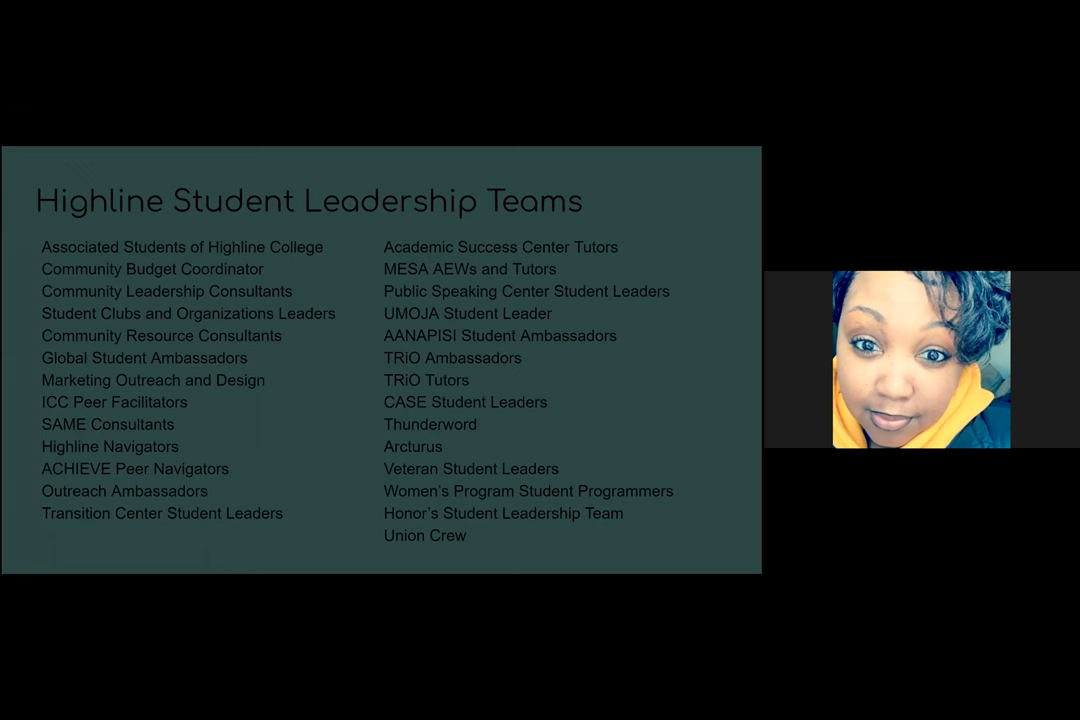 Highline Student Leadership Teams
Associated Students of Highline College
Community Budget Coordinator
Community Leadership Consultants
Student Clubs and Organizations Leaders
Community Resource Consultants
Global Student Ambassadors
Marketing Outreach and Design
ICC Peer Facilitators
SAME Consultants
Highline Navigators
ACHIEVE Peer Navigators
Outreach Ambassadors
Transition Center Student Leaders
Academic Success Center Tutors
MESA AEWs and Tutors
Public Speaking Center Student Leaders
UMOJA Student Leader
AANAPISI Student Ambassadors
TRiO Ambassadors
TRiO Tutors
CASE Student Leaders
Thunderword
Arcturus
Veteran Student Leaders
Women’s Program Student Programmers
Honor’s Student Leadership Team
Union Crew